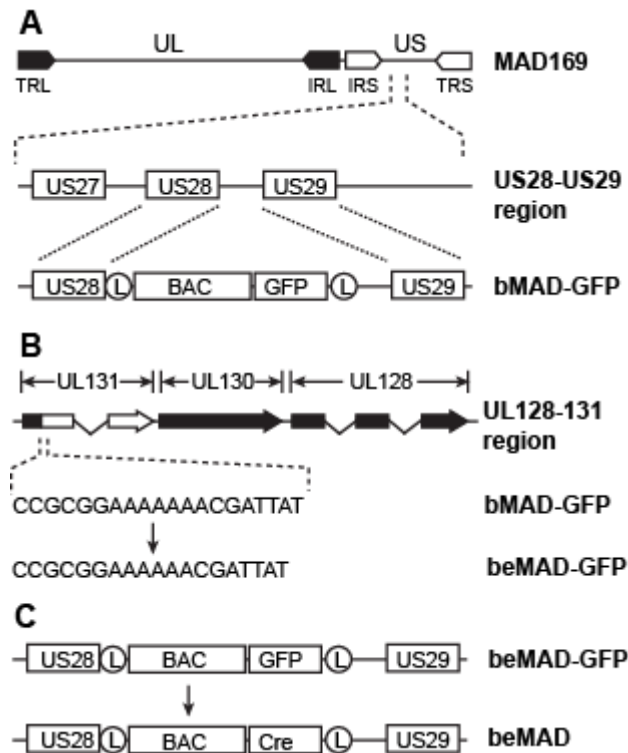 A
UL
US
MAD169
TRL
IRL
IRS
TRS
US27
US28
US29
US28-US29
region
US28
L
BAC
GFP
L
US29
bMAD-GFP
B
UL131
UL130
UL128
UL128-131
region
CCGCGGAAAAAAAACGATTAT
bMAD-GFP
CCGCGGAAAAAAACGATTAT
beMAD-GFP
C
US28
L
BAC
GFP
L
US29
beMAD-GFP
US28
L
BAC
Cre
L
US29
beMAD